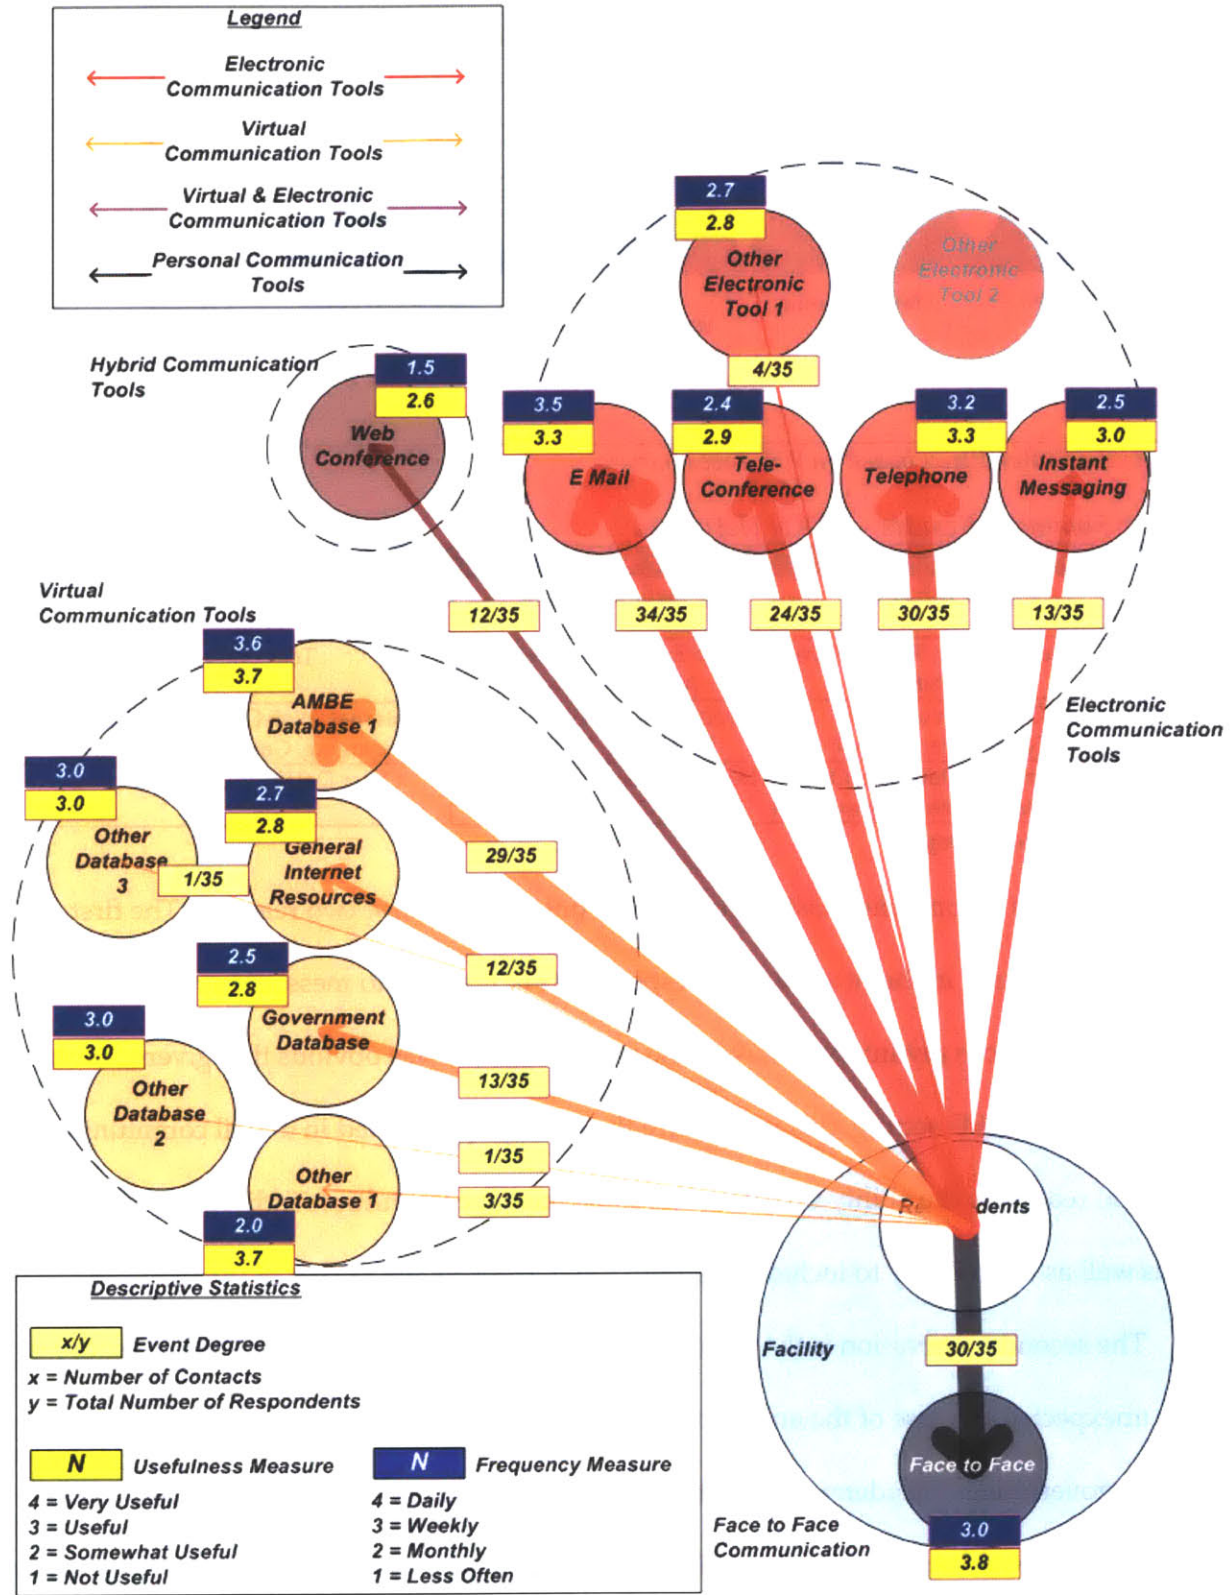 Legend
Electronic
Communication Tools
Virtual
Communication Tools
Virtual & Electronic
Communication Tools
Personal Communication
Tools
2.7
2.8
Other
Electronic
Tool 1
Other
Electronic
Tool 2
4/35
Hybrid Communication
Tools
1.5
2.6
Web
Conference
3.5
3.3
E Mail
2.4
2.9
Tele-
Conference
3.2
3.3
Telephone
2.5
3.0
Instant
Messaging
12/35
34/35
24/35
30/35
13/35
Virtual
Communication Tools
Electronic
Communication
Tools
3.6
3.7
AMBE
Database 1
3.0
3.0
Other
Database
3
1/35
2.7
2.8
General
Internet
Resources
29/35
12/35
2.5
2.8
Government
Database
13/35
3.0
3.0
Other
Database
2
1/35
Other
Database 1
3/35
2.0
3.7
dents
Facility
30/35
Face to Face
3.0
3.8
Face to Face
Communication
Descriptive Statistics
x/y Event Degree
x = Number of Contacts
y = Total Number of Respondents
N Usefulness Measure
4 = Very Useful
3 = Useful
2 = Somewhat Useful
1 = Not Useful
N Frequency Measure
4 = Daily
3 = Weekly
2 = Monthly
1 = Less Often